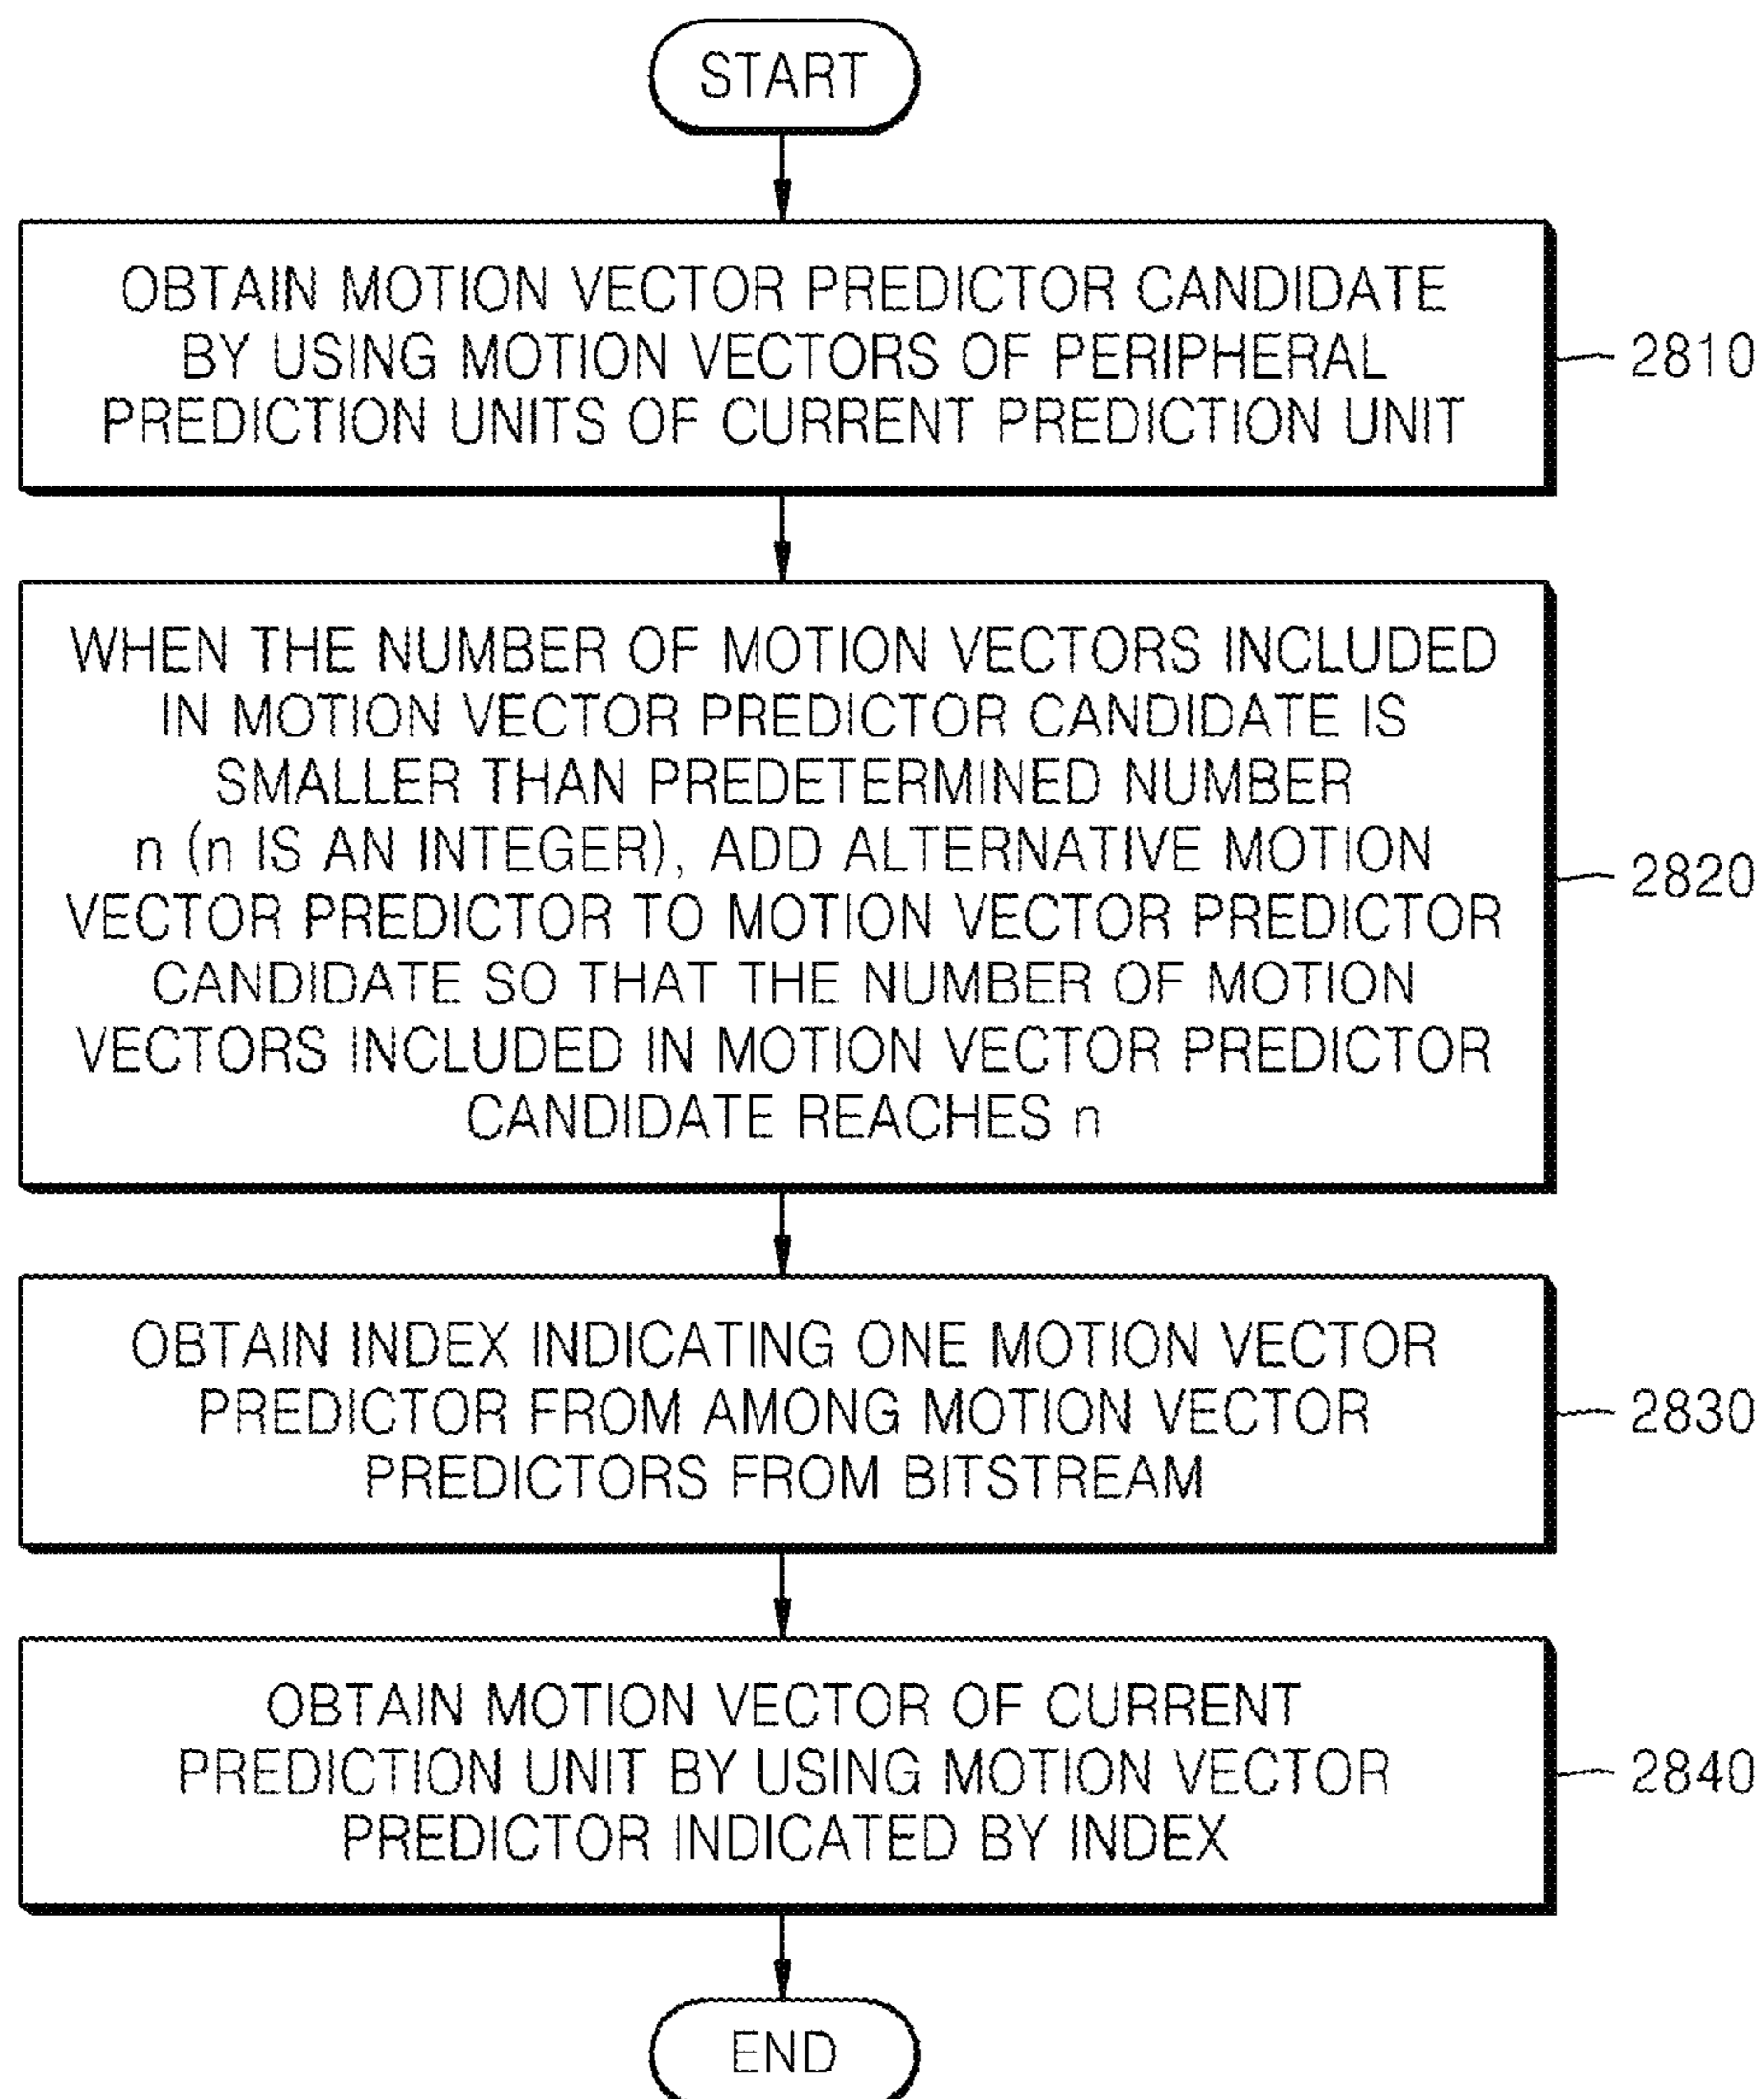 START
OBTAIN MOTION VECTOR PREDICTOR CANDIDATE
BY USING MOTION VECTORS OF PERIPHERAL
PREDICTION UNITS OF CURRENT PREDICTION UNIT
2810
WHEN THE NUMBER OF MOTION VECTORS INCLUDED
IN MOTION VECTOR PREDICTOR CANDIDATE IS
SMALLER THAN PREDETERMINED NUMBER
n (n IS AN INTEGER), ADD ALTERNATIVE MOTION
VECTOR PREDICTOR TO MOTION VECTOR PREDICTOR
CANDIDATE SO THAT THE NUMBER OF MOTION
VECTORS INCLUDED IN MOTION VECTOR PREDICTOR
CANDIDATE REACHES n
2820
OBTAIN INDEX INDICATING ONE MOTION VECTOR
PREDICTOR FROM AMONG MOTION VECTOR
PREDICTORS FROM BITSTREAM
2830
OBTAIN MOTION VECTOR OF CURRENT
PREDICTION UNIT BY USING MOTION VECTOR
PREDICTOR INDICATED BY INDEX
2840
END